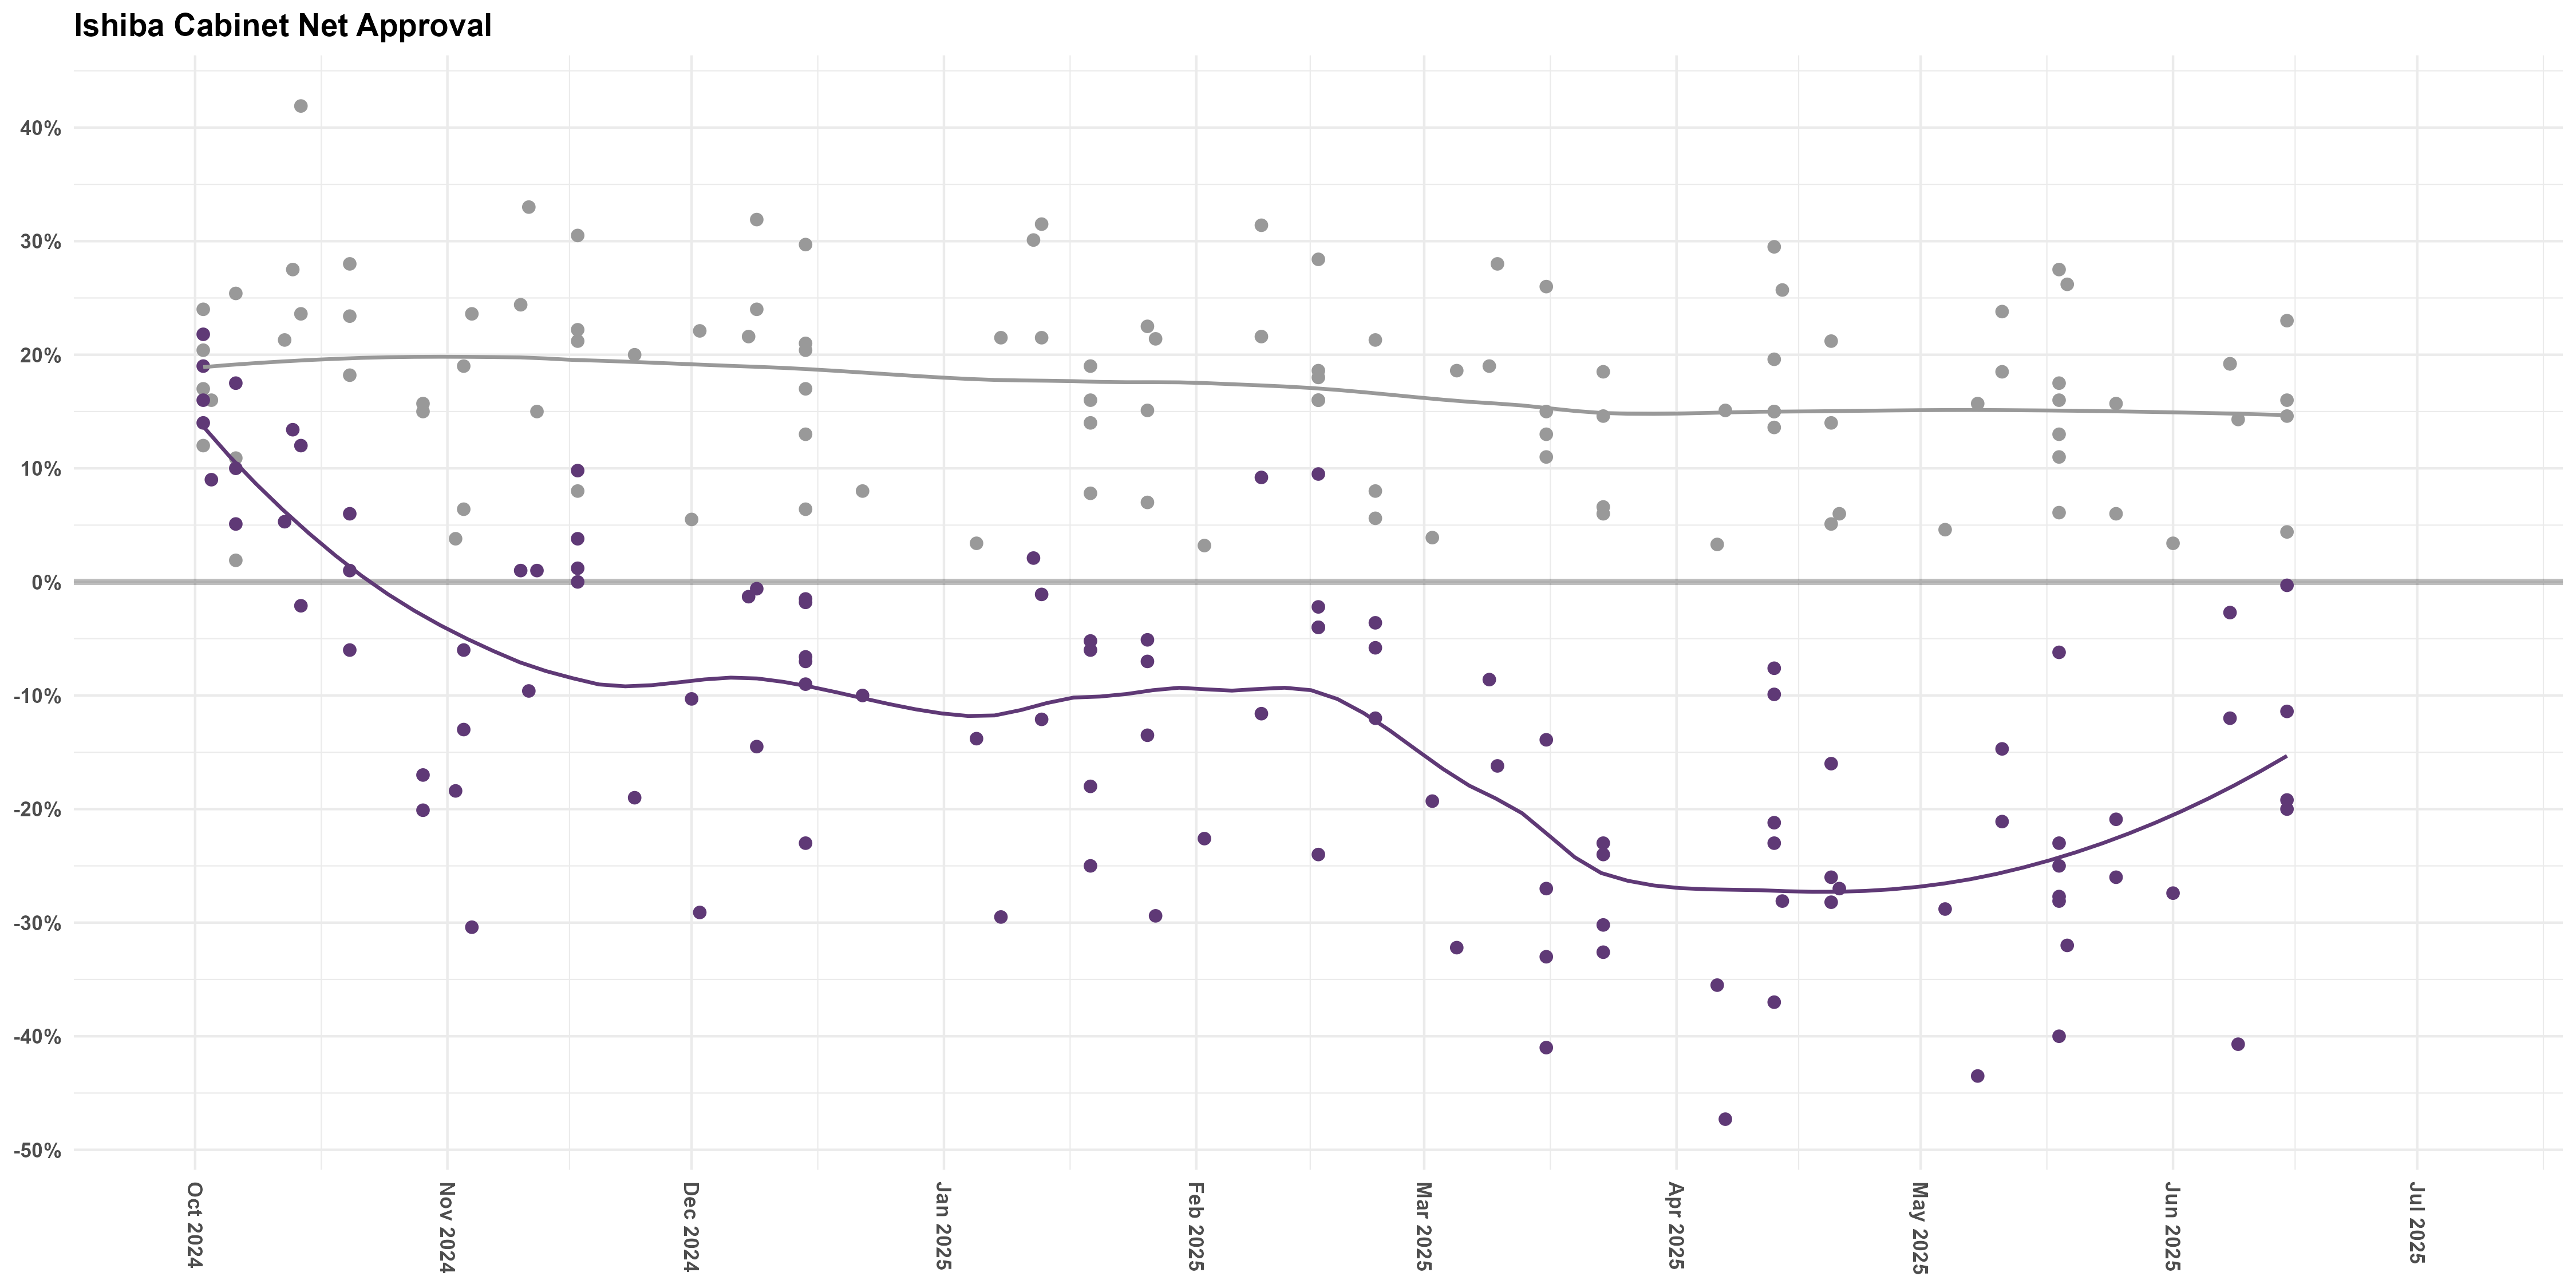 Ishiba Cabinet Net Approval
40%
30%
20%
10%
0%
-10%
-20%
-30%
-40%
-50%
Oct 2024
Nov 2024
Dec 2024
Jan 2025
Feb 2025
Mar 2025
Apr 2025
May 2025
Jun 2025
Jul 2025